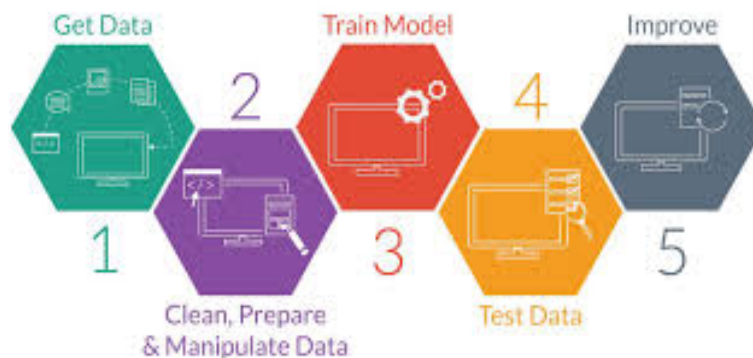 Get Data
1
2
Clean, Prepare
& Manipulate Data
Train Model
3
4
Test Data
Improve
5